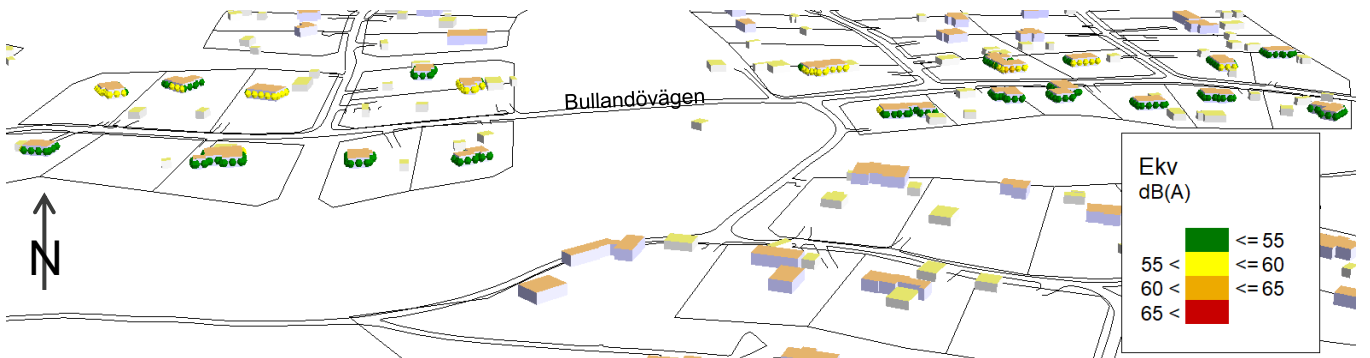 Bullandövägen
N
Ekv
dB(A)
<= 55
55 < <= 60
60 < <= 65
65 <